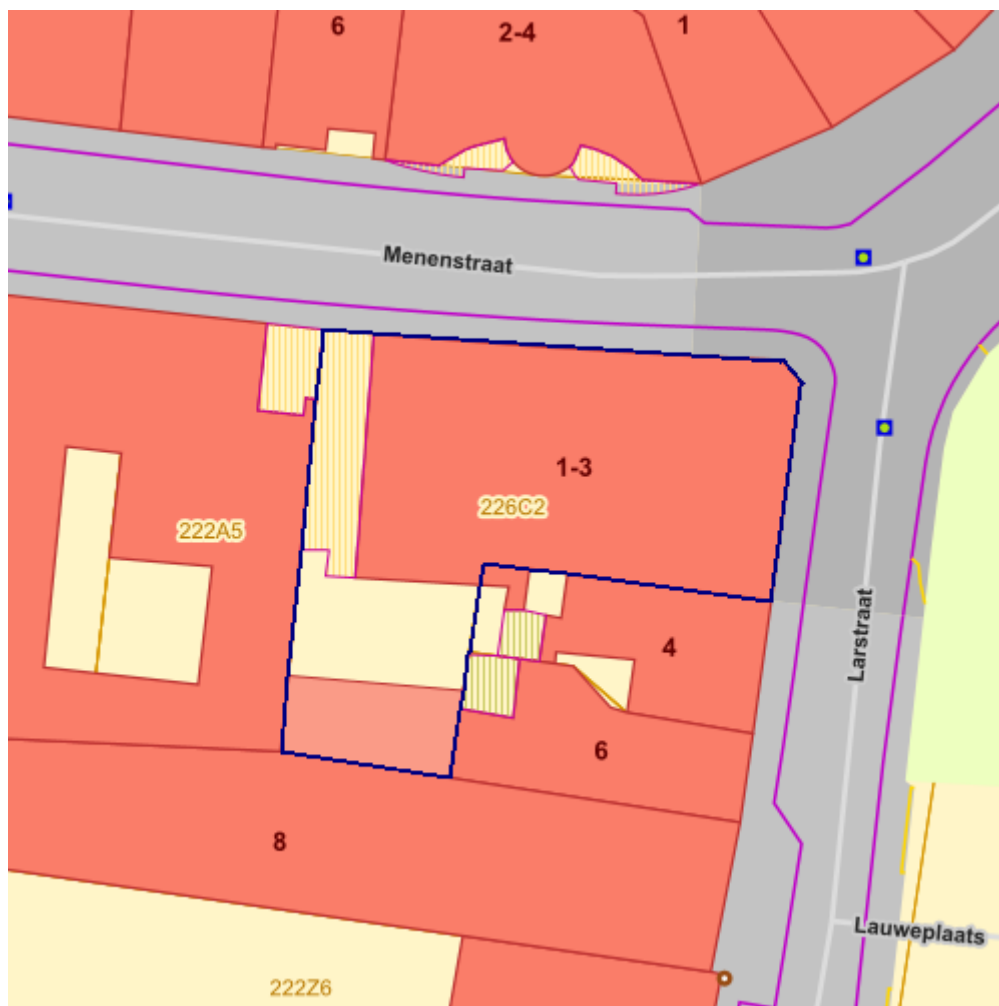 6
2-4
1
Menenstraat
1-3
226C2
222A5
4
Larstraat
6
8
Lauweplaats
222Z6